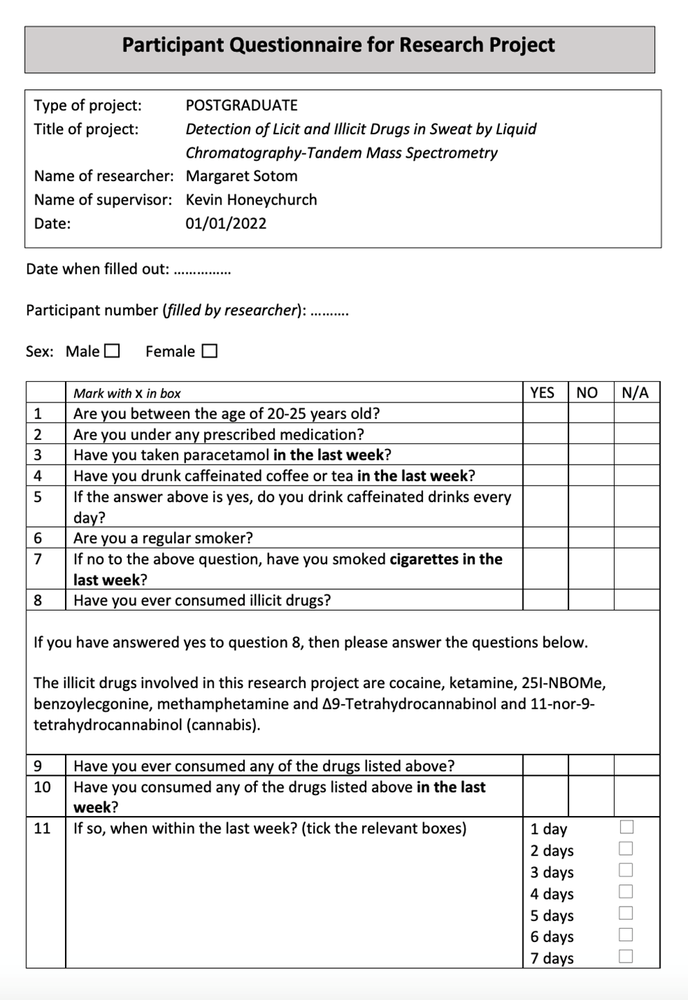 Participant Questionnaire for Research Project
Type of project: POSTGRADUATE
Title of project: Detection of Licit and Illicit Drugs in Sweat by Liquid
Chromatography-Tandem Mass Spectrometry
Name of researcher: Margaret Sotom
Name of supervisor: Kevin Honeychurch
Date: 01/01/2022
Date when filled out: ...............
Participant number (filled by researcher): ..........
Sex: Male ☐ Female ☐
Mark with x in box YES NO N/A
1 Are you between the age of 20-25 years old?
2 Are you under any prescribed medication?
3 Have you taken paracetamol in the last week?
4 Have you drunk caffeinated coffee or tea in the last week?
5 If the answer above is yes, do you drink caffeinated drinks every
day?
6 Are you a regular smoker?
7 If no to the above question, have you smoked cigarettes in the
last week?
8 Have you ever consumed illicit drugs?
If you have answered yes to question 8, then please answer the questions below.
The illicit drugs involved in this research project are cocaine, ketamine, 25I-NBOMe,
benzoylecgonine, methamphetamine and Δ9-Tetrahydrocannabinol and 11-nor-9-
tetrahydrocannabinol (cannabis).
9 Have you ever consumed any of the drugs listed above?
10 Have you consumed any of the drugs listed above in the last
week?
11 If so, when within the last week? (tick the relevant boxes) 1 day ☐
2 days ☐
3 days ☐
4 days ☐
5 days ☐
6 days ☐
7 days ☐